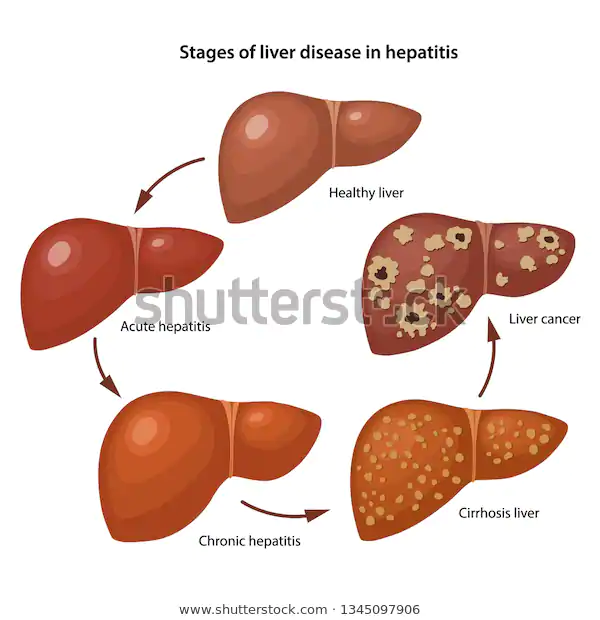 Stages of liver disease in hepatitis
Healthy liver
Acute hepatitis
shutterstock
Liver cancer
Chronic hepatitis
Cirrhosis liver
www.shutterstock.com · 1345097906